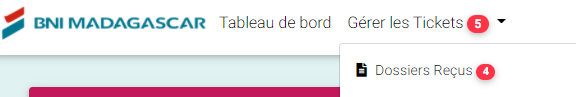 BNI MADAGASCAR Tableau de bord Gérer les Tickets 5
Dossiers Reçus 4